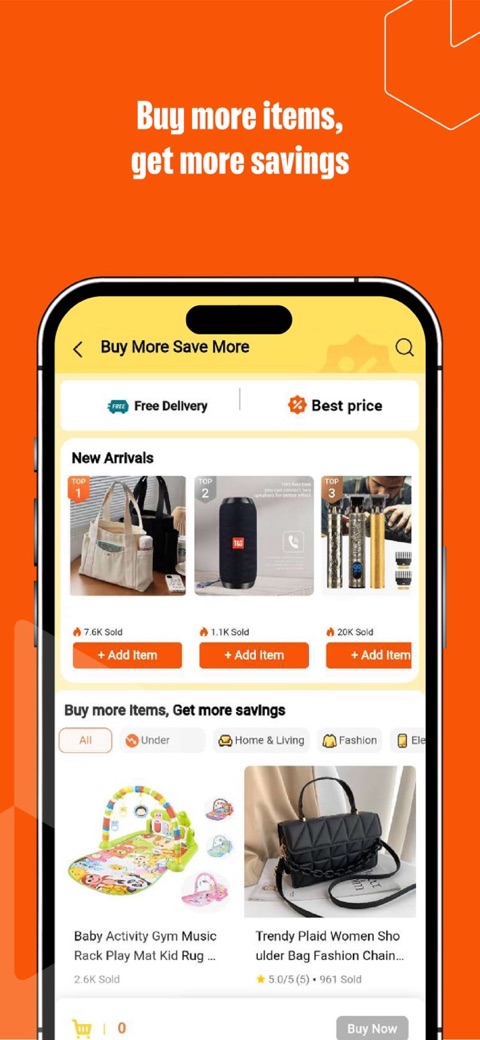 Buy more items,
get more savings
Buy More Save More
FREE Free Delivery
Best price
New Arrivals
TOP
1
TOP
2
TOP
3
T&G
7.6K Sold
1.1K Sold
20K Sold
+ Add Item
+ Add Item
+ Add Item
Buy more items, Get more savings
All
Under
Home & Living
Fashion
Ele
Baby Activity Gym Music
Rack Play Mat Kid Rug ...
2.6K Sold
Trendy Plaid Women Sho
ulder Bag Fashion Chain...
5.0/5 (5) • 961 Sold
0
Buy Now